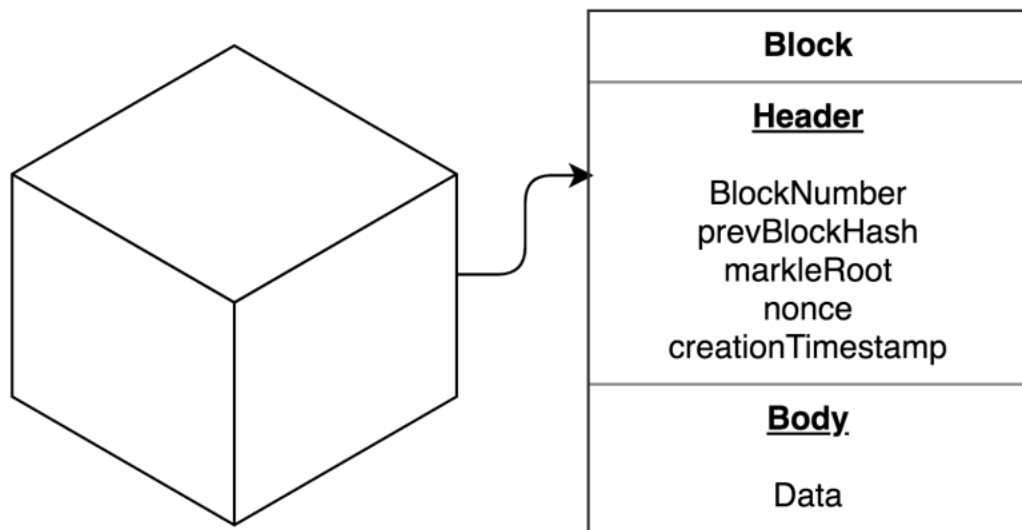 Block
Header
BlockNumber
prevBlockHash
markleRoot
nonce
creationTimestamp
Body
Data